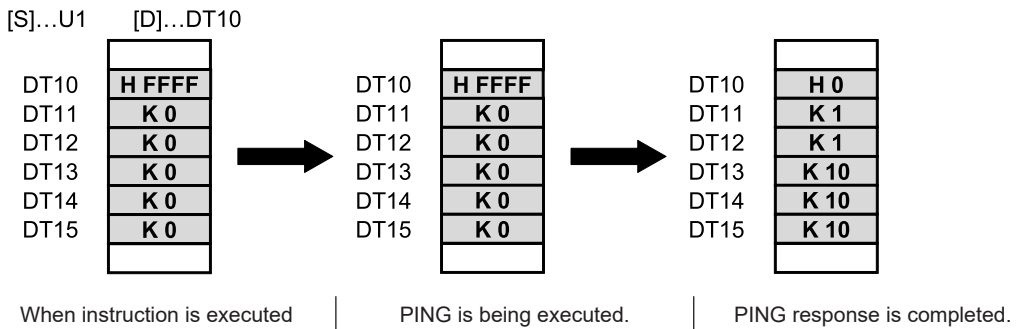 [S]…U1 [D]…DT10
DT10 H FFFF DT10 H FFFF DT10 H 0
DT11 K 0 DT11 K 0 DT11 K 1
DT12 K 0 DT12 K 0 DT12 K 1
DT13 K 0 DT13 K 0 DT13 K 10
DT14 K 0 DT14 K 0 DT14 K 10
DT15 K 0 DT15 K 0 DT15 K 10
When instruction is executed PING is being executed. PING response is completed.